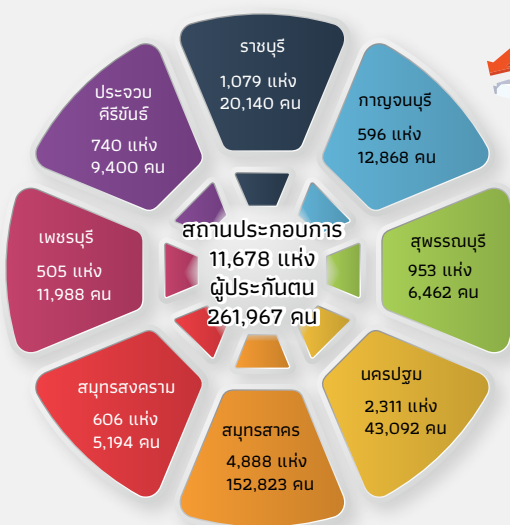 ราชบุรี
1,079 แห่ง
20,140 คน
กาญจนบุรี
596 แห่ง
12,868 คน
สุพรรณบุรี
953 แห่ง
6,462 คน
นครปฐม
2,311 แห่ง
43,092 คน
สมุทรสาคร
4,888 แห่ง
152,823 คน
สมุทรสงคราม
606 แห่ง
5,194 คน
เพชรบุรี
505 แห่ง
11,988 คน
ประจวบ
คีรีขันธ์
740 แห่ง
9,400 คน
สถานประกอบการ
11,678 แห่ง
ผู้ประกันตน
261,967 คน